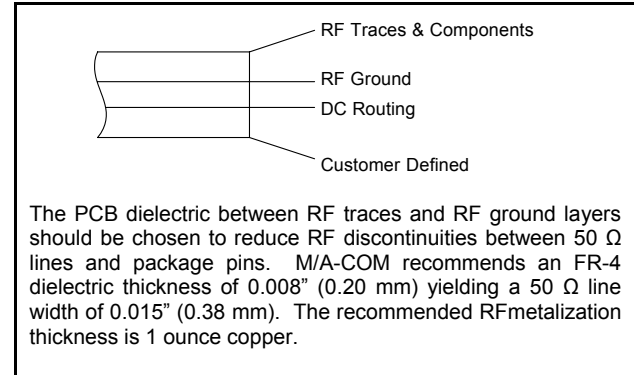 RF Traces & Components
RF Ground
DC Routing
Customer Defined
The PCB dielectric between RF traces and RF ground layers
should be chosen to reduce RF discontinuities between 50 Ω
lines and package pins. M/A-COM recommends an FR-4
dielectric thickness of 0.008” (0.20 mm) yielding a 50 Ω line
width of 0.015” (0.38 mm). The recommended RFmetalization
thickness is 1 ounce copper.